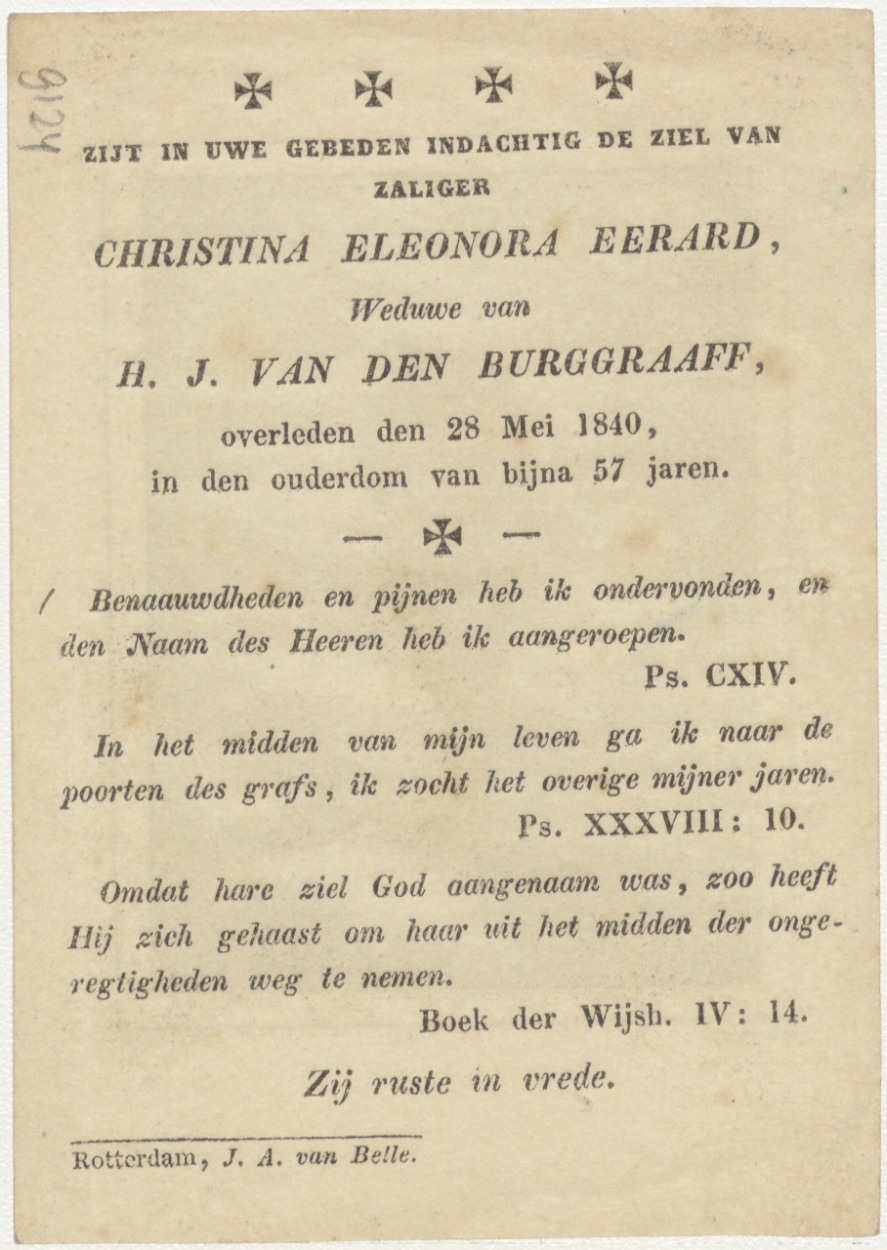 9124
✠ ✠ ✠ ✠
ZIJT IN UWE GEBEDEN INDACHTIG DE ZIEL VAN
ZALIGER
CHRISTINA ELEONORA EERARD,
Weduwe van
H. J. VAN DEN BURGGRAAFF,
overleden den 28 Mei 1840,
in den ouderdom van bijna 57 jaren.
— ✠ —
Benaauwdheden en pijnen heb ik ondervonden, en
den Naam des Heeren heb ik aangeroepen.
Ps. CXIV.
In het midden van mijn leven ga ik naar de
poorten des grafs, ik zocht het overige mijner jaren.
Ps. XXXVIII: 10.
Omdat hare ziel God aangenaam was, zoo heeft
Hij zich gehaast om haar uit het midden der onge-
regtigheden weg te nemen.
Boek der Wijsh. IV: 14.
Zij ruste in vrede.
Rotterdam, J. A. van Belle.